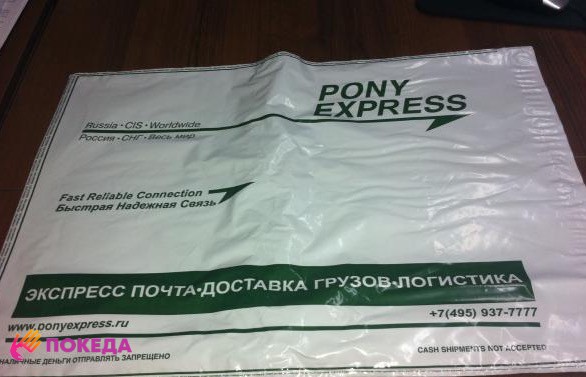 PONY
EXPRESS
Russia • CIS • Worldwide
Россия • СНГ • Весь мир
Fast Reliable Connection
Быстрая Надежная Связь
ЭКСПРЕСС ПОЧТА•ДОСТАВКА ГРУЗОВ•ЛОГИСТИКА
www.ponyexpress.ru
+7(495) 937-7777
ПОКЕДА
НАЛИЧНЫЕ ДЕНЬГИ ОТПРАВЛЯТЬ ЗАПРЕЩЕНО
CASH SHIPMENTS NOT ACCEPTED